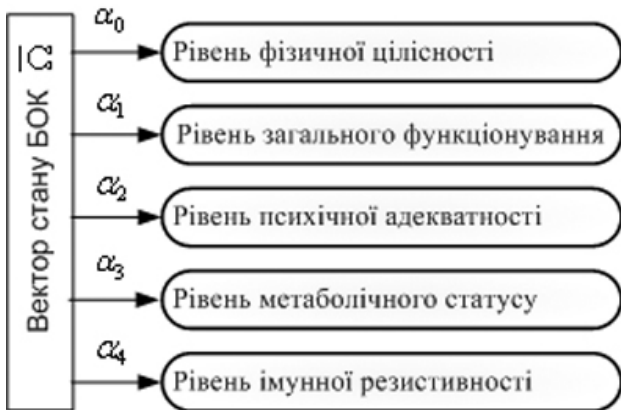 Вектор стану БОК Ω̅
α₀
Рівень фізичної цілісності
α₁
Рівень загального функціонування
α₂
Рівень психічної адекватності
α₃
Рівень метаболічного статусу
α₄
Рівень імунної резистивності